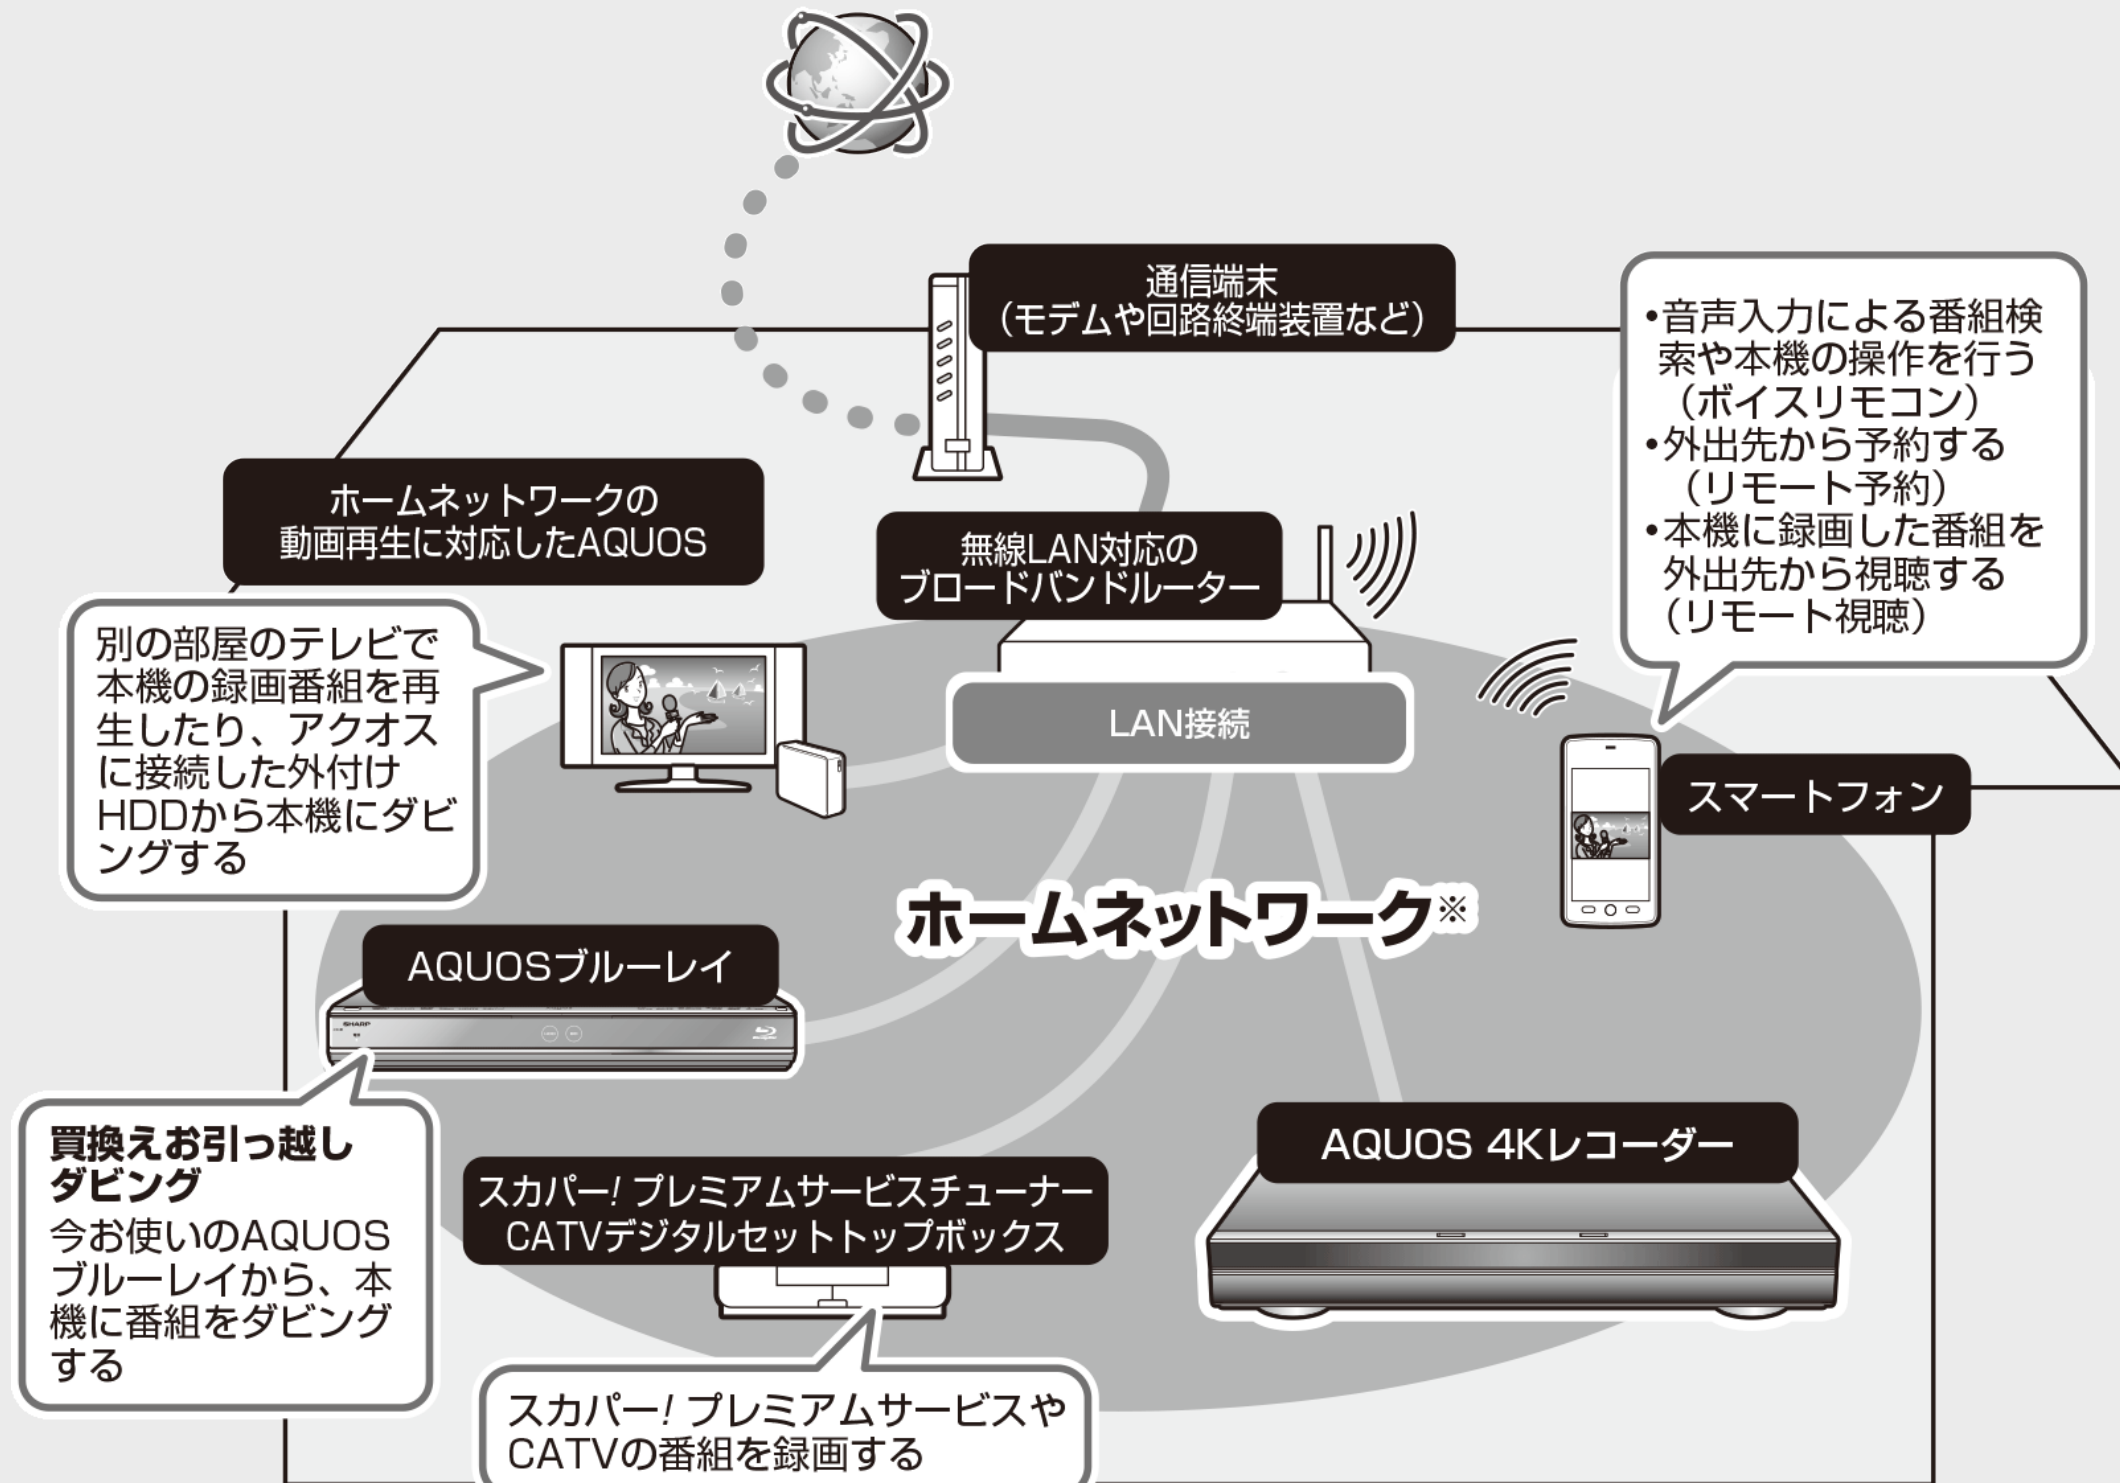 通信端末
（モデムや回路終端装置など）
•音声入力による番組検
索や本機の操作を行う
（ボイスリモコン）
•外出先から予約する
（リモート予約）
•本機に録画した番組を
外出先から視聴する
（リモート視聴）
ホームネットワークの
動画再生に対応したAQUOS
無線LAN対応の
ブロードバンドルーター
別の部屋のテレビで
本機の録画番組を再
生したり、アクオス
に接続した外付け
HDDから本機にダビ
ングする
LAN接続
スマートフォン
ホームネットワーク※
AQUOSブルーレイ
SHARP
買換えお引っ越し
ダビング
今お使いのAQUOS
ブルーレイから、本
機に番組をダビング
する
AQUOS 4Kレコーダー
スカパー! プレミアムサービスチューナー
CATVデジタルセットトップボックス
スカパー! プレミアムサービスや
CATVの番組を録画する